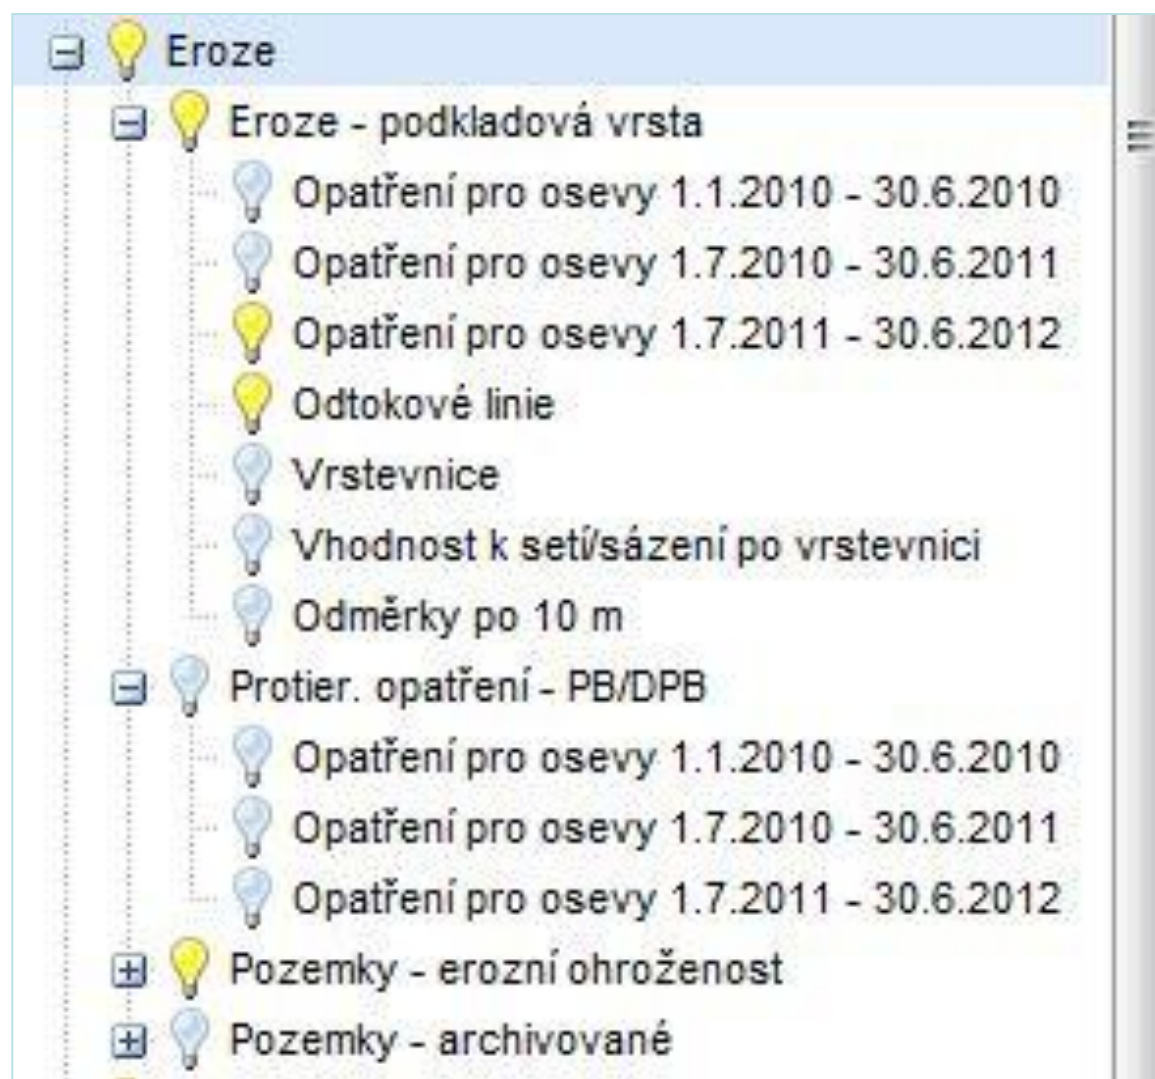 Eroze
Eroze - podkladová vrsta
Opatření pro osevy 1.1.2010 - 30.6.2010
Opatření pro osevy 1.7.2010 - 30.6.2011
Opatření pro osevy 1.7.2011 - 30.6.2012
Odtokové linie
Vrstevnice
Vhodnost k setí/sázení po vrstevnici
Odměrky po 10 m
Protier. opatření - PB/DPB
Opatření pro osevy 1.1.2010 - 30.6.2010
Opatření pro osevy 1.7.2010 - 30.6.2011
Opatření pro osevy 1.7.2011 - 30.6.2012
Pozemky - erozní ohroženost
Pozemky - archivované